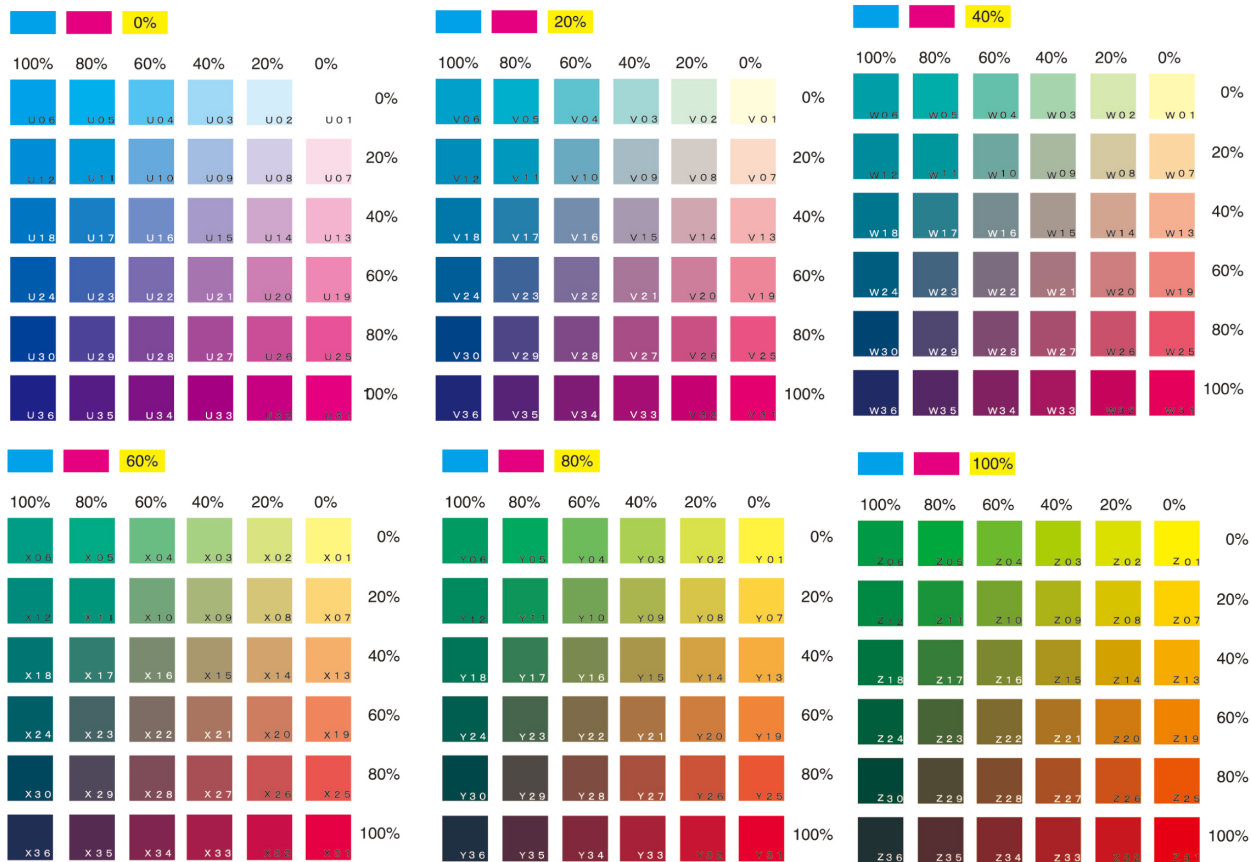 0%
100% 80% 60% 40% 20% 0%
U06 U05 U04 U03 U02 U01 0%
U12 U11 U10 U09 U08 U07 20%
U18 U17 U16 U15 U14 U13 40%
U24 U23 U22 U21 U20 U19 60%
U30 U29 U28 U27 U26 U25 80%
U36 U35 U34 U33 U32 U31 100%
20%
100% 80% 60% 40% 20% 0%
V06 V05 V04 V03 V02 V01 0%
V12 V11 V10 V09 V08 V07 20%
V18 V17 V16 V15 V14 V13 40%
V24 V23 V22 V21 V20 V19 60%
V30 V29 V28 V27 V26 V25 80%
V36 V35 V34 V33 V32 V31 100%
40%
100% 80% 60% 40% 20% 0%
W06 W05 W04 W03 W02 W01 0%
W12 W11 W10 W09 W08 W07 20%
W18 W17 W16 W15 W14 W13 40%
W24 W23 W22 W21 W20 W19 60%
W30 W29 W28 W27 W26 W25 80%
W36 W35 W34 W33 W32 W31 100%
60%
100% 80% 60% 40% 20% 0%
X06 X05 X04 X03 X02 X01 0%
X12 X11 X10 X09 X08 X07 20%
X18 X17 X16 X15 X14 X13 40%
X24 X23 X22 X21 X20 X19 60%
X30 X29 X28 X27 X26 X25 80%
X36 X35 X34 X33 X32 X31 100%
80%
100% 80% 60% 40% 20% 0%
Y06 Y05 Y04 Y03 Y02 Y01 0%
Y12 Y11 Y10 Y09 Y08 Y07 20%
Y18 Y17 Y16 Y15 Y14 Y13 40%
Y24 Y23 Y22 Y21 Y20 Y19 60%
Y30 Y29 Y28 Y27 Y26 Y25 80%
Y36 Y35 Y34 Y33 Y32 Y31 100%
100%
100% 80% 60% 40% 20% 0%
Z06 Z05 Z04 Z03 Z02 Z01 0%
Z12 Z11 Z10 Z09 Z08 Z07 20%
Z18 Z17 Z16 Z15 Z14 Z13 40%
Z24 Z23 Z22 Z21 Z20 Z19 60%
Z30 Z29 Z28 Z27 Z26 Z25 80%
Z36 Z35 Z34 Z33 Z32 Z31 100%